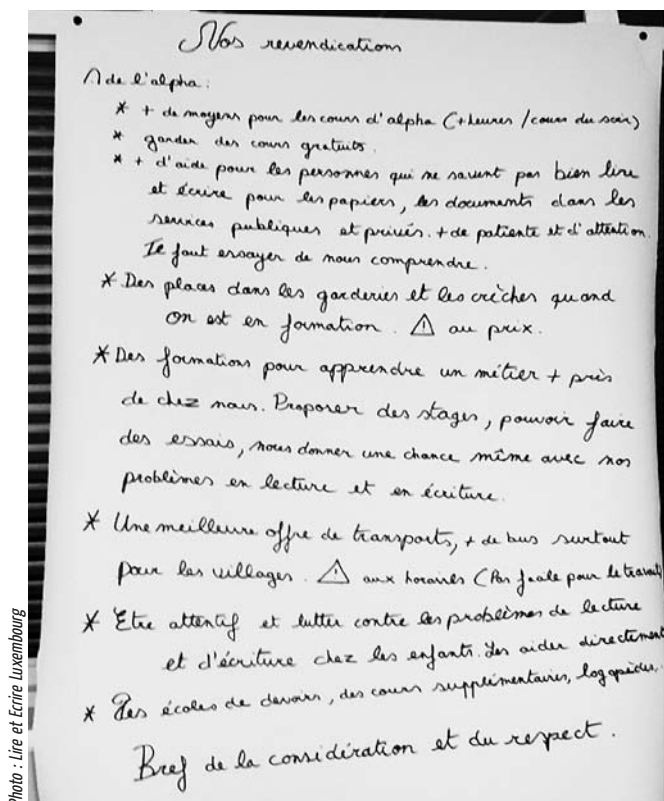 Nos revendications
de l'alpha :
* + de moyens pour les cours d'alpha (+ heures / cours du soir)
* garder des cours gratuits.
* + d'aide pour les personnes qui ne savent pas bien lire
et écrire pour les papiers, les documents dans les
services publiques et privés. + de patiente et d'attention.
Il faut essayer de nous comprendre.
* Des places dans les garderies et les crèches quand
on est en formation. ⚠ au prix.
* Des formations pour apprendre un métier + près
de chez nous. Proposer des stages, pouvoir faire
des essais, nous donner une chance même avec nos
problèmes en lecture et en écriture.
* Une meilleure offre de transports, + de bus surtout
pour les villages. ⚠ aux horaires (Pas facile pour le travail)
* Etre attentif et lutter contre les problèmes de lecture
et d'écriture chez les enfants. Les aider directement
* Des écoles de devoirs, des cours supplémentaires, logopèdes..
Bref de la considération et du respect.
Photo : Lire et Ecrire Luxembourg